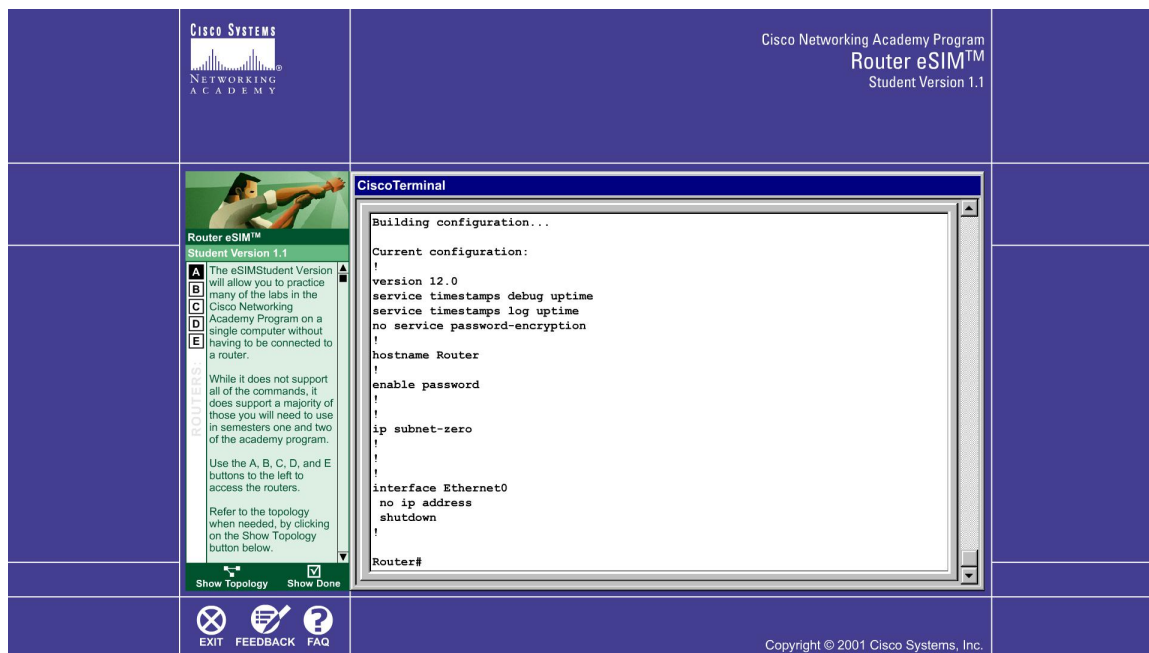 CISCO SYSTEMS
NETWORKING
ACADEMY
Cisco Networking Academy Program
Router eSIM™
Student Version 1.1
Router eSIM™
Student Version 1.1
A
B
C
D
E
ROUTERS:
The eSIMStudent Version
will allow you to practice
many of the labs in the
Cisco Networking
Academy Program on a
single computer without
having to be connected to
a router.
While it does not support
all of the commands, it
does support a majority of
those you will need to use
in semesters one and two
of the academy program.
Use the A, B, C, D, and E
buttons to the left to
access the routers.
Refer to the topology
when needed, by clicking
on the Show Topology
button below.
Show Topology
Show Done
CiscoTerminal
Building configuration...
Current configuration:
!
version 12.0
service timestamps debug uptime
service timestamps log uptime
no service password-encryption
!
hostname Router
!
enable password
!
!
ip subnet-zero
!
!
!
interface Ethernet0
no ip address
shutdown
!
Router#
EXIT
FEEDBACK
FAQ
Copyright © 2001 Cisco Systems, Inc.